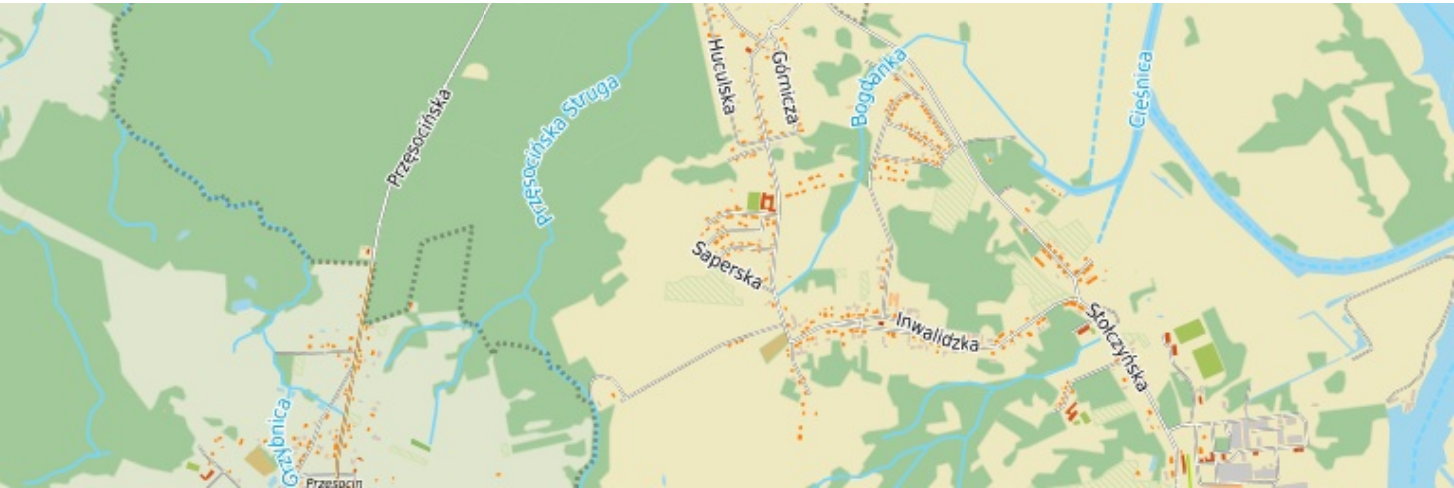 Przęsocińska
Przęsocińska Struga
Huculska
Górnicza
Bogdanka
Cieśnica
Saperska
Inwalidzka
Stołczyńska
Grzybnica
Przęsocin